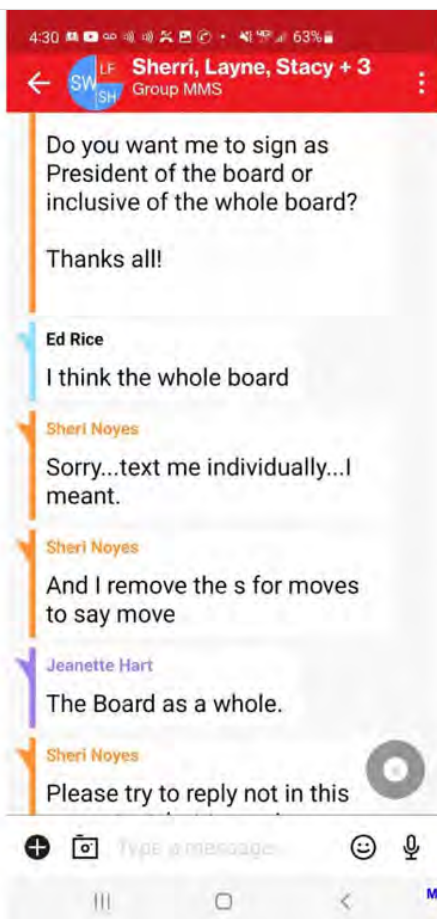 4:30 63%
Sherri, Layne, Stacy + 3
SW LF SH
Group MMS
Do you want me to sign as
President of the board or
inclusive of the whole board?
Thanks all!
Ed Rice
I think the whole board
Sheri Noyes
Sorry...text me individually...I
meant.
Sheri Noyes
And I remove the s for moves
to say move
Jeanette Hart
The Board as a whole.
Sheri Noyes
Please try to reply not in this
Type a message
M